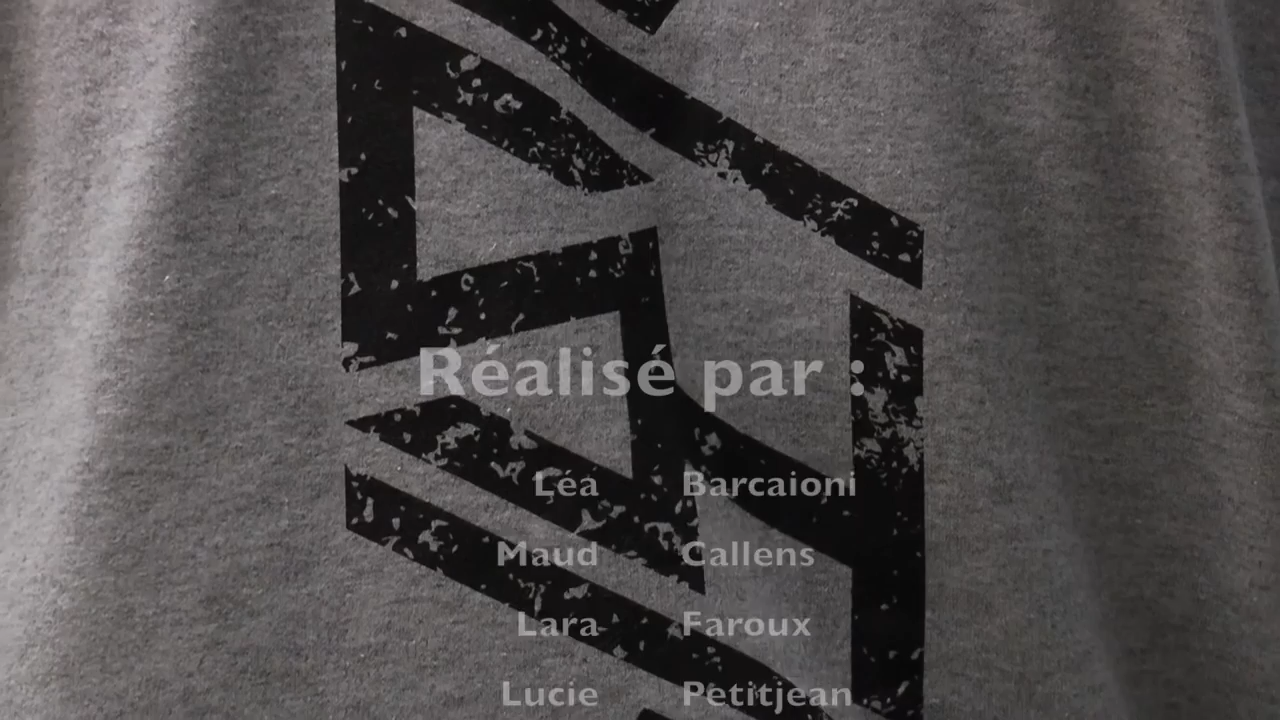 Réalisé par :
Léa Barcaioni
Maud Callens
Lara Faroux
Lucie Petitjean